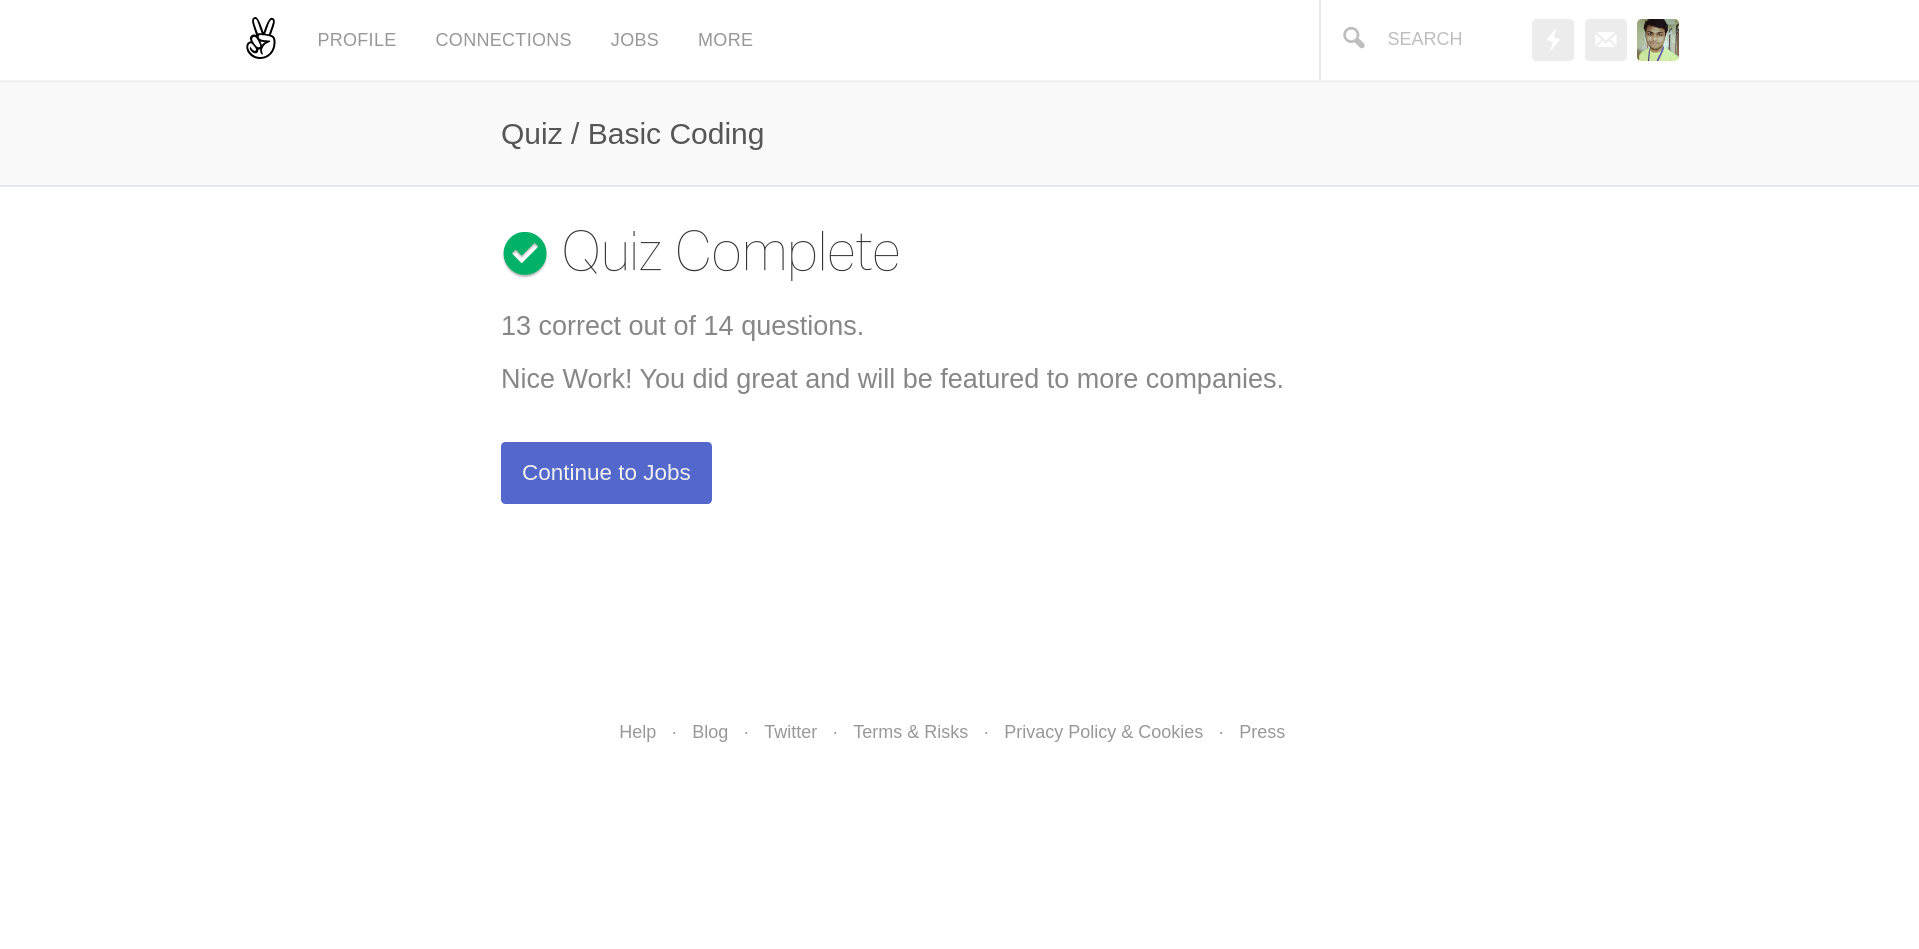 PROFILE CONNECTIONS JOBS MORE SEARCH
Quiz / Basic Coding
Quiz Complete
13 correct out of 14 questions.
Nice Work! You did great and will be featured to more companies.
Continue to Jobs
Help · Blog · Twitter · Terms & Risks · Privacy Policy & Cookies · Press